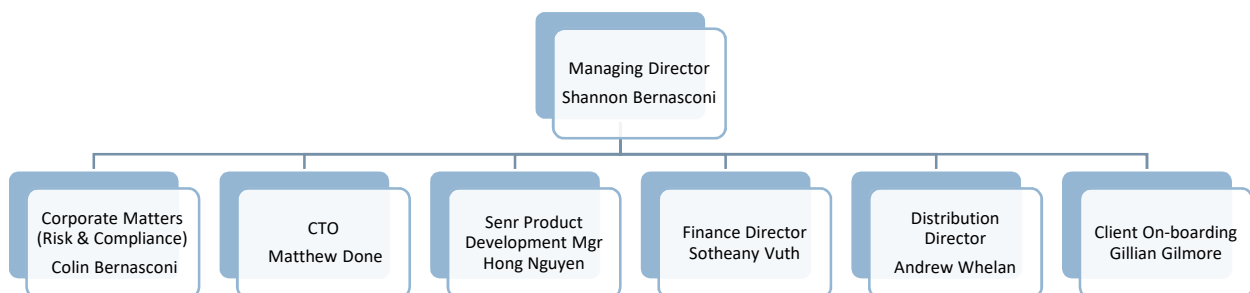 Managing Director
Shannon Bernasconi
Corporate Matters
(Risk & Compliance)
Colin Bernasconi
CTO
Matthew Done
Senr Product
Development Mgr
Hong Nguyen
Finance Director
Sotheany Vuth
Distribution
Director
Andrew Whelan
Client On-boarding
Gillian Gilmore